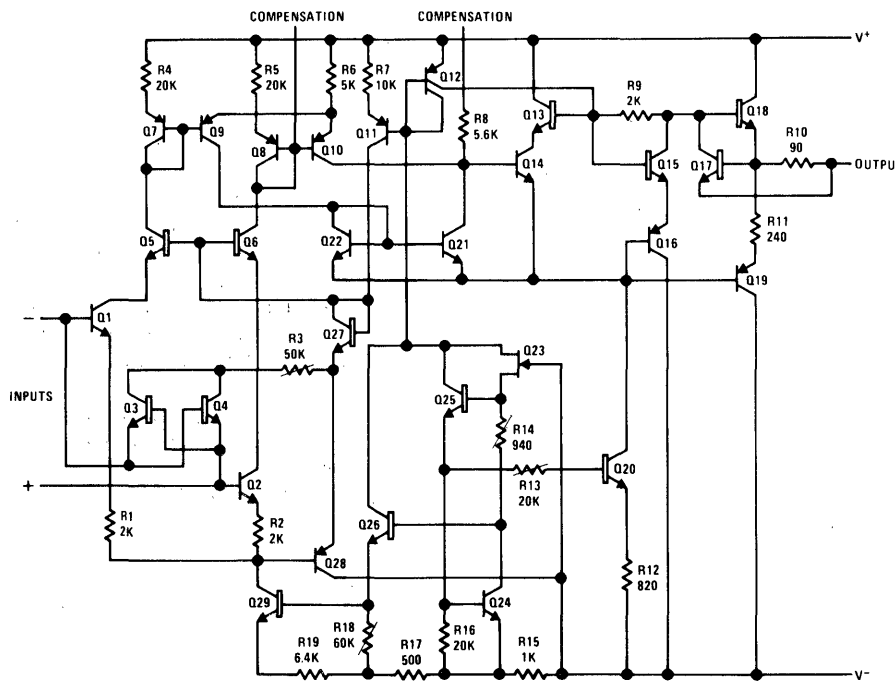 COMPENSATION COMPENSATION
V+
R4 20K
R5 20K
R6 5K
R7 10K
Q12
R8 5.6K
Q13
R9 2K
Q18
Q7
Q9
Q8
Q10
Q11
Q14
Q15
Q17
R10 90
OUTPUT
Q5
Q6
Q22
Q21
Q16
R11 240
Q19
–
Q1
Q27
R3 50K
Q23
INPUTS
Q3
Q4
Q25
R14 940
+
Q2
R13 20K
Q20
R1 2K
R2 2K
Q26
Q28
R12 820
Q29
R18 60K
Q24
R19 6.4K
R17 500
R16 20K
R15 1K
V–